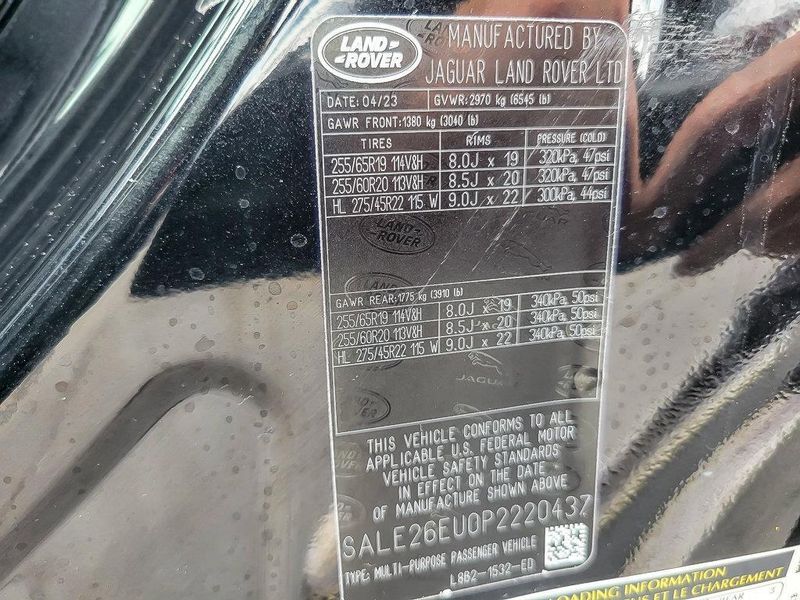 LAND
ROVER
MANUFACTURED BY
JAGUAR LAND ROVER LTD
DATE: 04/23 GVWR: 2970 kg (6545 lb)
GAWR FRONT: 1380 kg (3040 lb)
TIRES RIMS PRESSURE (COLD)
255/65R19 114V&H 8.0J x 19 320kPa, 47psi
255/60R20 113V&H 8.5J x 20 320kPa, 47psi
HL 275/45R22 115 W 9.0J x 22 300kPa, 44psi
LAND
ROVER
JAGUAR
GAWR REAR: 1775 kg (3910 lb)
255/65R19 114V&H 8.0J x 19 340kPa, 50psi
255/60R20 113V&H 8.5J x 20 340kPa, 50psi
HL 275/45R22 115 W 9.0J x 22 340kPa, 50psi
JAGUAR
THIS VEHICLE CONFORMS TO ALL
APPLICABLE U.S. FEDERAL MOTOR
VEHICLE SAFETY STANDARDS
IN EFFECT ON THE DATE
OF MANUFACTURE SHOWN ABOVE
SALE26EU0P2220437
TYPE: MULTI-PURPOSE PASSENGER VEHICLE
L8B2-1532-ED
LOADING INFORMATION
LE CHARGEMENT